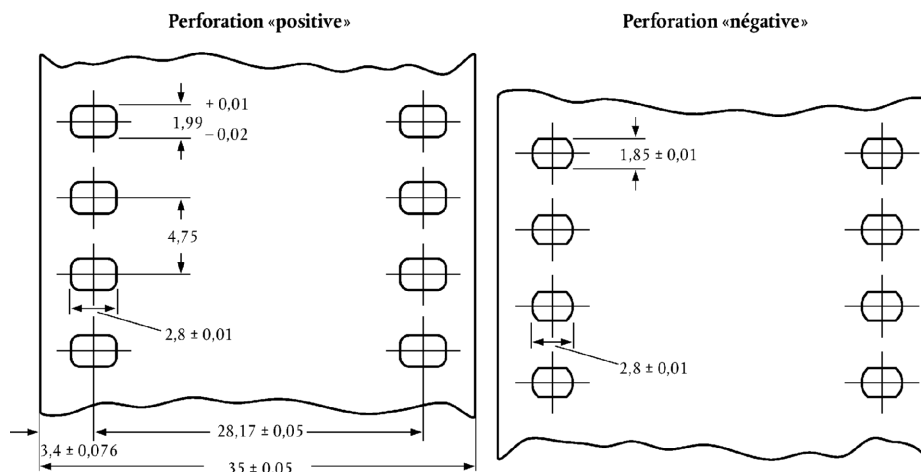 Perforation «positive»
+ 0,01
1,99
− 0,02
4,75
2,8 ± 0,01
28,17 ± 0,05
3,4 ± 0,076
35 ± 0,05
Perforation «négative»
1,85 ± 0,01
2,8 ± 0,01